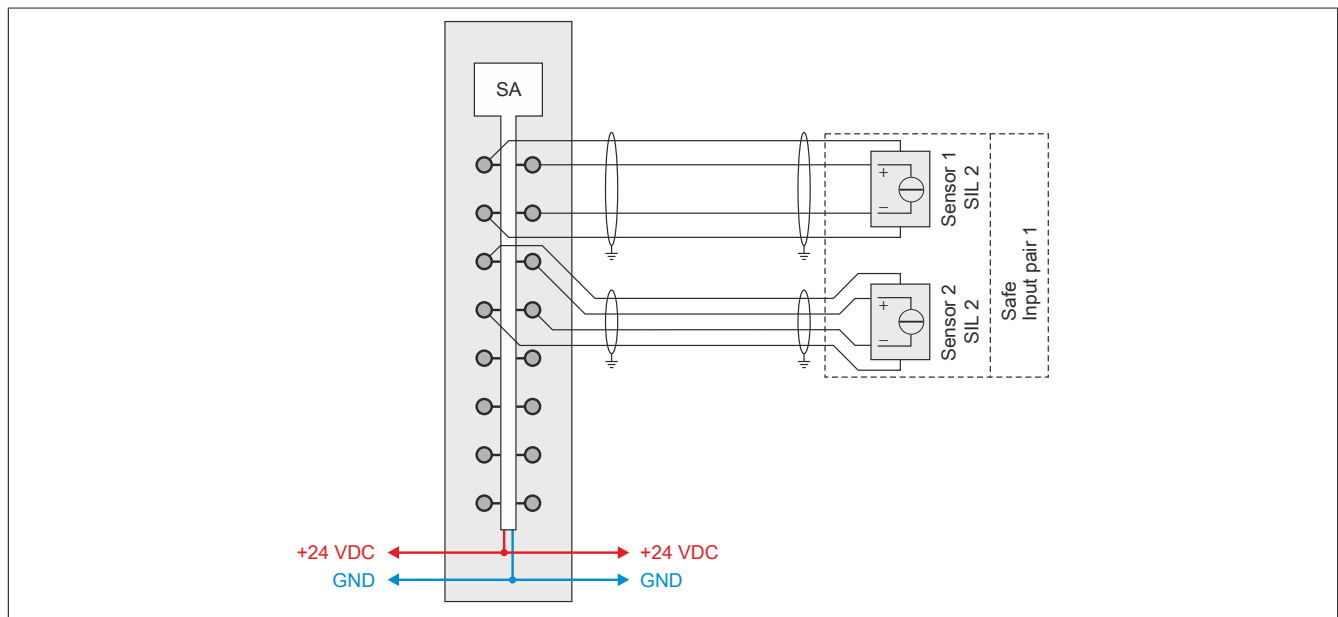 SA
+
−
Sensor 1
SIL 2
+
−
Sensor 2
SIL 2
Safe
Input pair 1
+24 VDC
+24 VDC
GND
GND